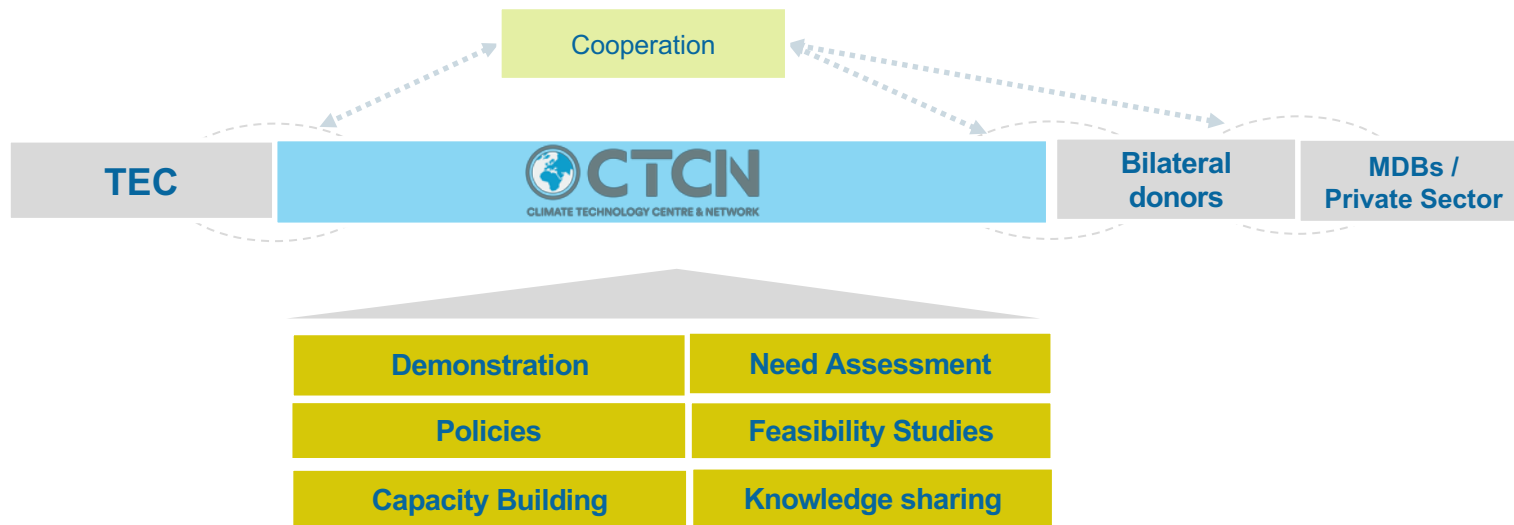 Cooperation
TEC
CTCN
CLIMATE TECHNOLOGY CENTRE & NETWORK
Bilateral
donors
MDBs /
Private Sector
Demonstration
Need Assessment
Policies
Feasibility Studies
Capacity Building
Knowledge sharing